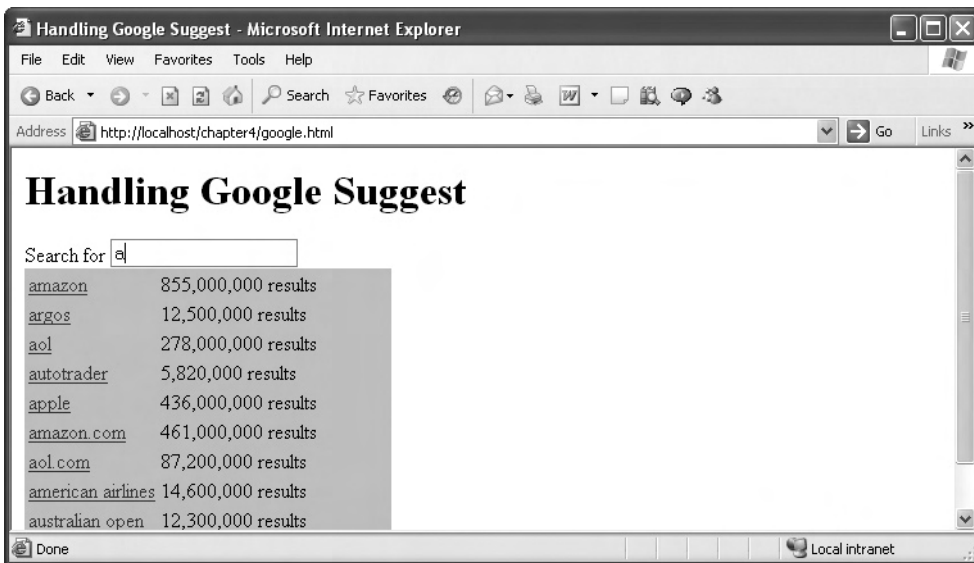 Handling Google Suggest - Microsoft Internet Explorer
File Edit View Favorites Tools Help
Back Search Favorites W
Address http://localhost/chapter4/google.html Go Links »
Handling Google Suggest
Search for a
amazon 855,000,000 results
argos 12,500,000 results
aol 278,000,000 results
autotrader 5,820,000 results
apple 436,000,000 results
amazon.com 461,000,000 results
aol.com 87,200,000 results
american airlines 14,600,000 results
australian open 12,300,000 results
Done Local intranet